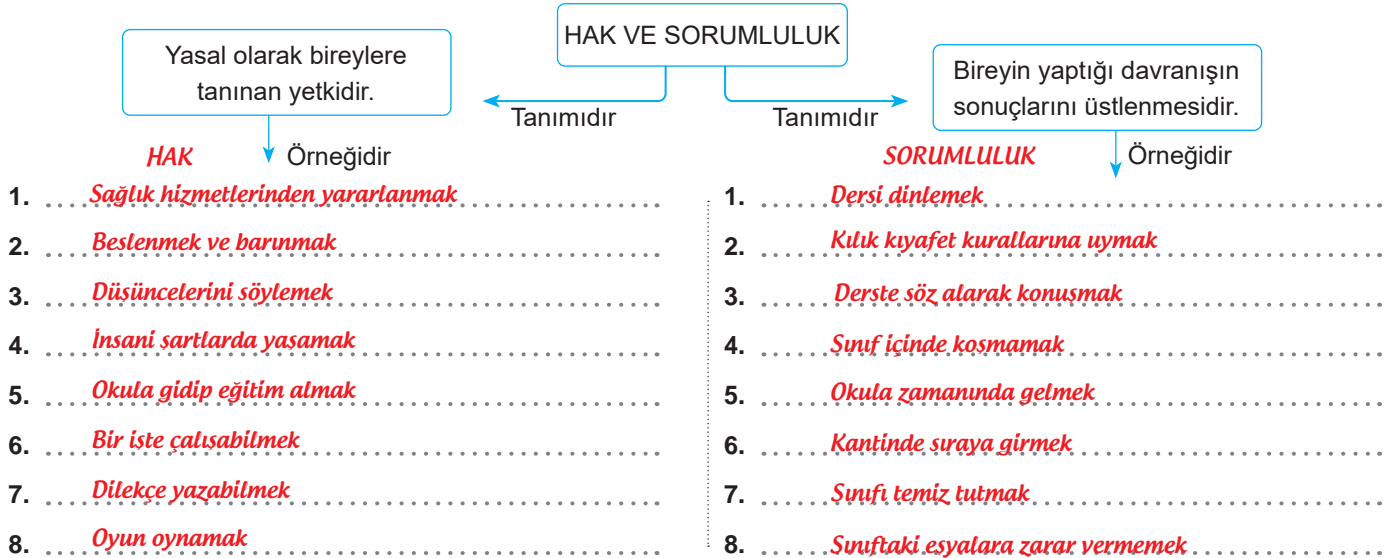 HAK VE SORUMLULUK
Yasal olarak bireylere
tanınan yetkidir.
Tanımıdır
Tanımıdır
Bireyin yaptığı davranışın
sonuçlarını üstlenmesidir.
HAK
Örneğidir
1. Sağlık hizmetlerinden yararlanmak
2. Beslenmek ve barınmak
3. Düşüncelerini söylemek
4. İnsani şartlarda yaşamak
5. Okula gidip eğitim almak
6. Bir işte çalışabilmek
7. Dilekçe yazabilmek
8. Oyun oynamak
SORUMLULUK
Örneğidir
1. Dersi dinlemek
2. Kılık kıyafet kurallarına uymak
3. Derste söz alarak konuşmak
4. Sınıf içinde koşmamak
5. Okula zamanında gelmek
6. Kantinde sıraya girmek
7. Sınıfı temiz tutmak
8. Sınıftaki eşyalara zarar vermemek